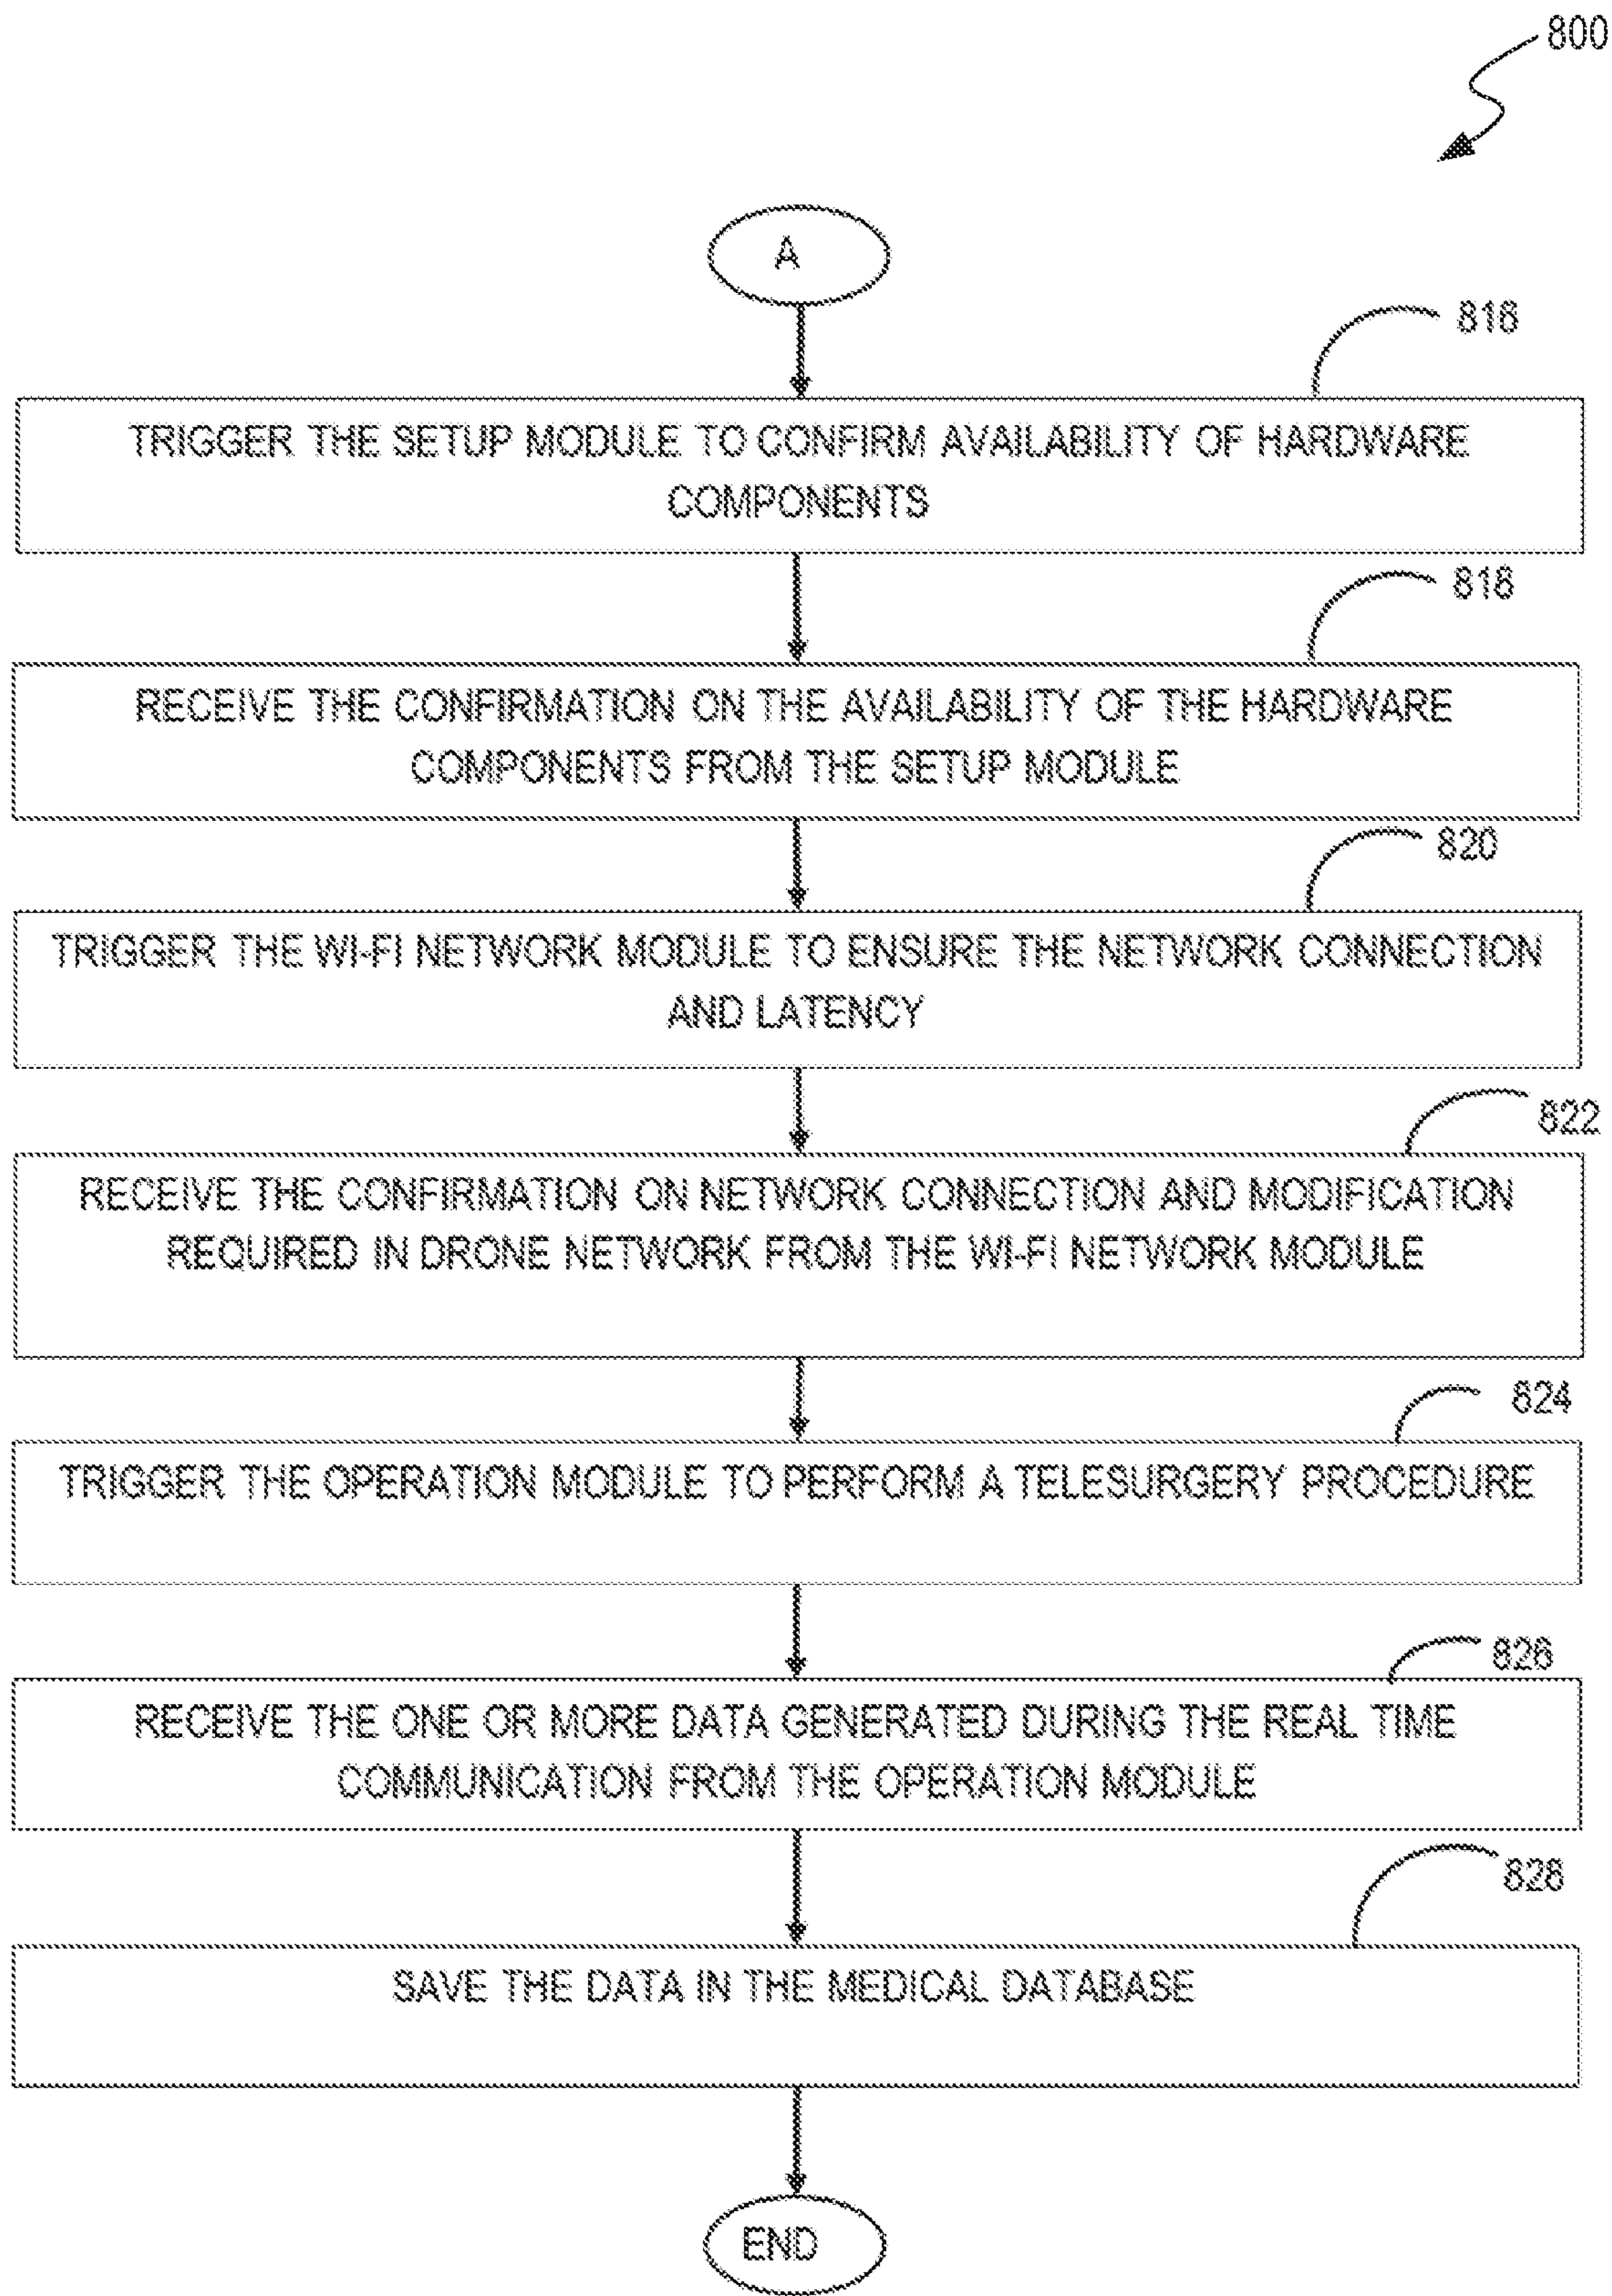 800
A
816
TRIGGER THE SETUP MODULE TO CONFIRM AVAILABILITY OF HARDWARE
COMPONENTS
818
RECEIVE THE CONFIRMATION ON THE AVAILABILITY OF THE HARDWARE
COMPONENTS FROM THE SETUP MODULE
820
TRIGGER THE WI-FI NETWORK MODULE TO ENSURE THE NETWORK CONNECTION
AND LATENCY
822
RECEIVE THE CONFIRMATION ON NETWORK CONNECTION AND MODIFICATION
REQUIRED IN DRONE NETWORK FROM THE WI-FI NETWORK MODULE
824
TRIGGER THE OPERATION MODULE TO PERFORM A TELESURGERY PROCEDURE
826
RECEIVE THE ONE OR MORE DATA GENERATED DURING THE REAL TIME
COMMUNICATION FROM THE OPERATION MODULE
828
SAVE THE DATA IN THE MEDICAL DATABASE
END